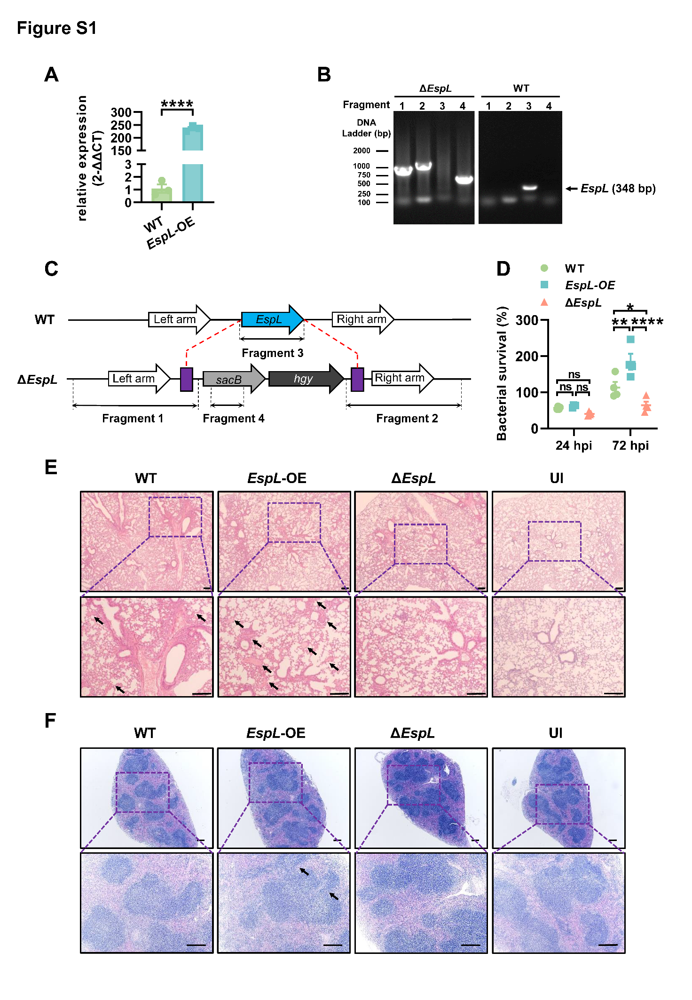 Figure S1
A
relative expression
(2-ΔΔCT)
****
300
250
200
150
3
2
1
0
WT
EspL-OE
B
ΔEspL
WT
Fragment 1 2 3 4 1 2 3 4
DNA
Ladder (bp)
2000
1000
750
500
250
100
EspL (348 bp)
C
WT
Left arm EspL Right arm
Fragment 3
ΔEspL
Left arm sacB hgy Right arm
Fragment 1 Fragment 4 Fragment 2
D
WT
EspL-OE
ΔEspL
Bacterial survival (%)
300
200
100
0
ns
ns ns
*
** ****
24 hpi 72 hpi
E
WT EspL-OE ΔEspL UI
F
WT EspL-OE ΔEspL UI